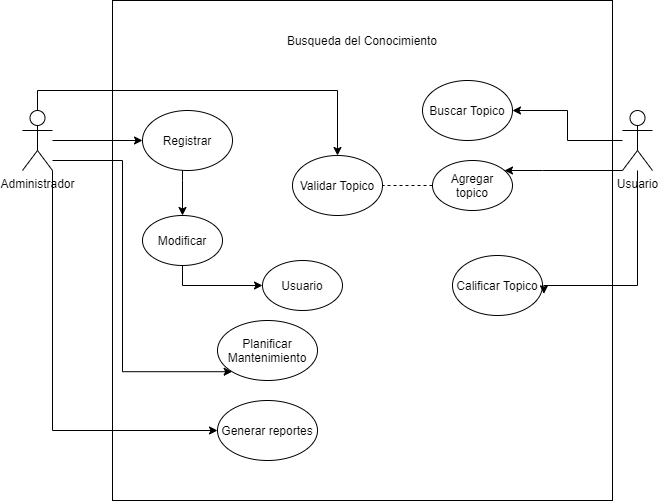 Busqueda del Conocimiento
Buscar Topico
Registrar
Administrador
Validar Topico
Agregar
topico
Usuario
Modificar
Usuario
Calificar Topico
Planificar
Mantenimiento
Generar reportes